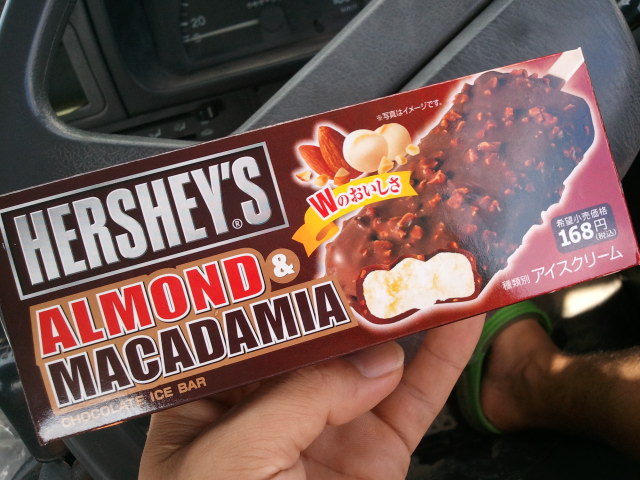 20
※写真はイメージです。
HERSHEY'S®
Wのおいしさ
ALMOND &
MACADAMIA
CHOCOLATE ICE BAR
希望小売価格
168円(税込)
種類別 アイスクリーム